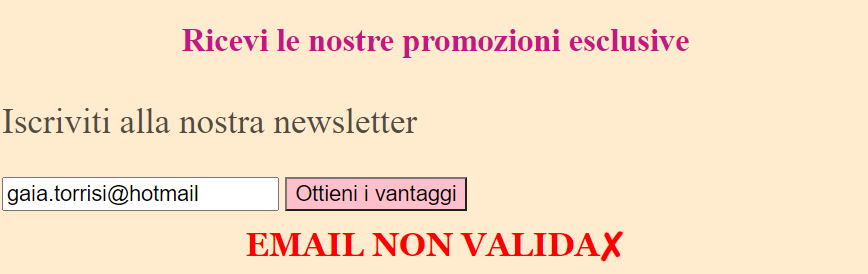 Ricevi le nostre promozioni esclusive
Iscriviti alla nostra newsletter
gaia.torrisi@hotmail Ottieni i vantaggi
EMAIL NON VALIDA✘